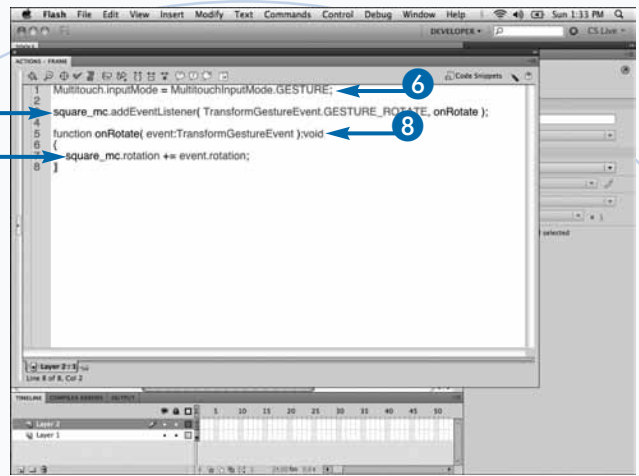 Flash File Edit View Insert Modify Text Commands Control Debug Window Help Sun 1:33 PM
DEVELOPER CS Live
TOOLS
ACTIONS - FRAME
Code Snippets
1 Multitouch.inputMode = MultitouchInputMode.GESTURE;
6
2
3 square_mc.addEventListener( TransformGestureEvent.GESTURE_ROTATE, onRotate );
4
5 function onRotate( event:TransformGestureEvent ):void
8
6 {
7 square_mc.rotation += event.rotation;
8 }
selected
Layer 2 : 1
Line 8 of 8, Col 2
TIMELINE COMPILER ERRORS OUTPUT
1 5 10 15 20 25 30 35 40 45 50
Layer 2
Layer 1